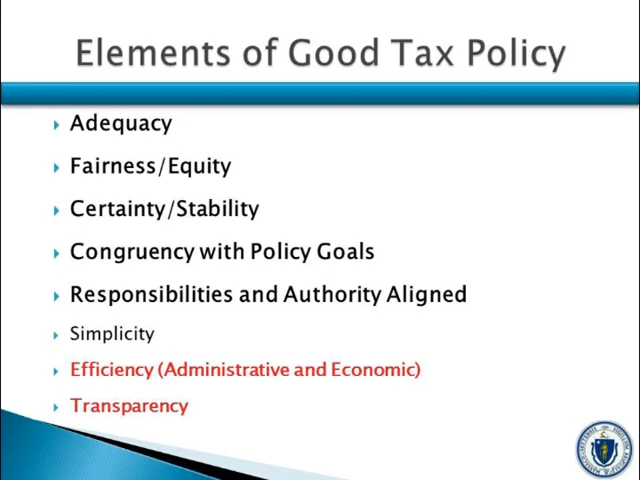 Elements of Good Tax Policy
Adequacy
Fairness/Equity
Certainty/Stability
Congruency with Policy Goals
Responsibilities and Authority Aligned
Simplicity
Efficiency (Administrative and Economic)
Transparency